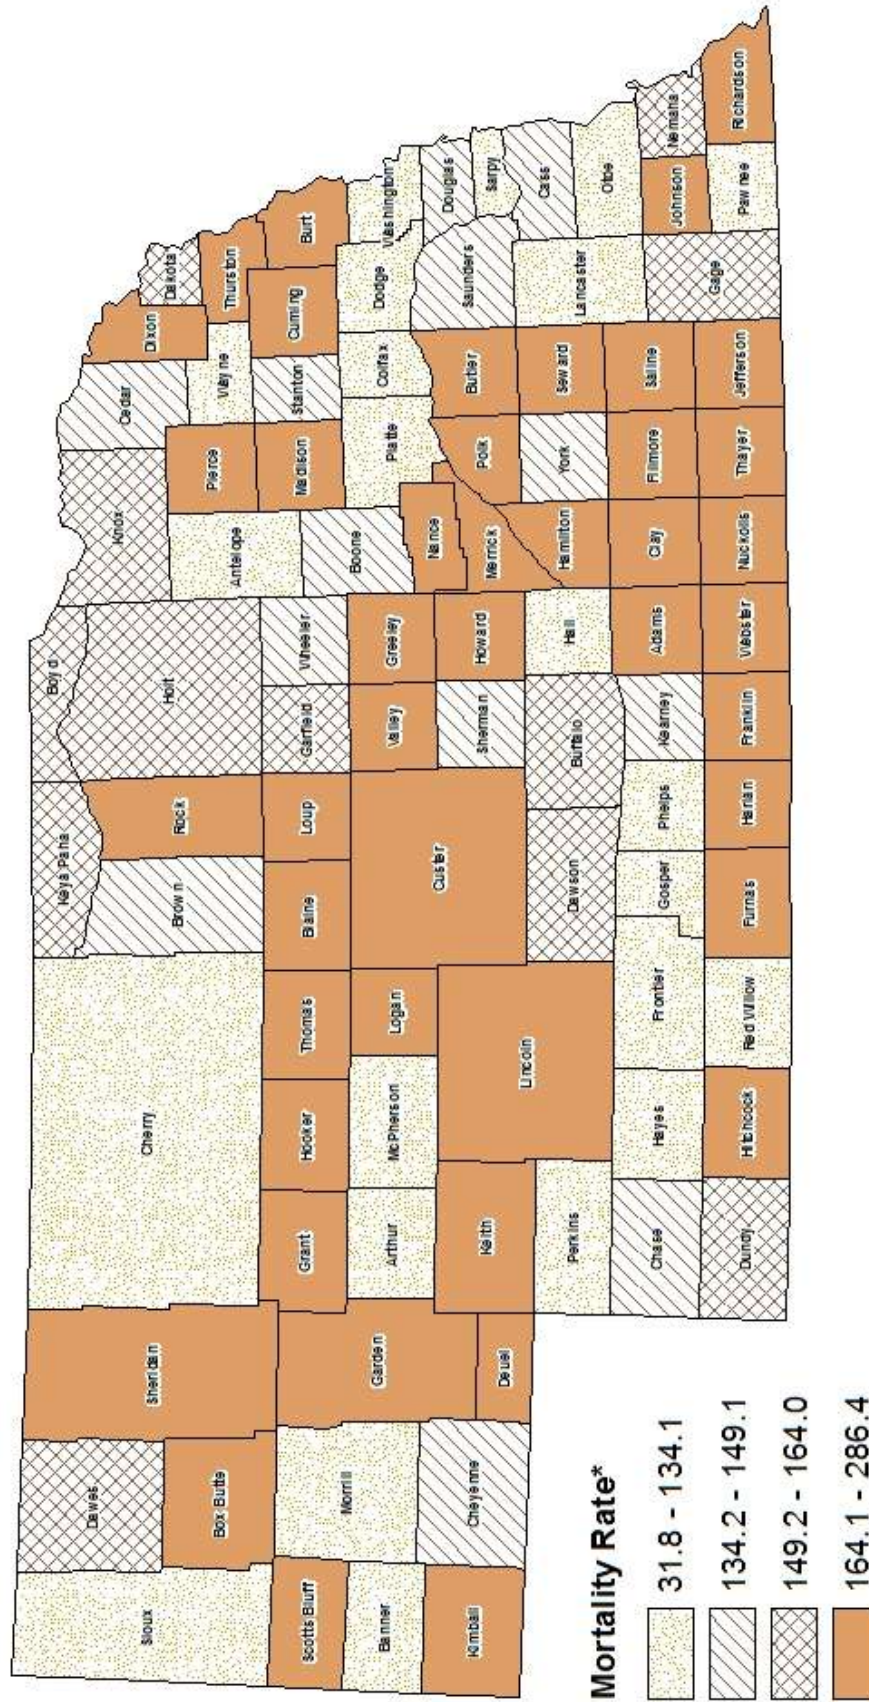 Sioux
Dawes
Sheridan
Box Butte
Scotts Bluff
Banner
Kimball
Morrill
Cheyenne
Garden
Deuel
Cherry
Grant
Hooker
Thomas
Blaine
Loup
Garfield
Wheeler
Keya Paha
Boyd
Brown
Rock
Holt
Knox
Cedar
Dixon
Dakota
Antelope
Pierce
Wayne
Thurston
Boone
Madison
Stanton
Cuming
Burt
Arthur
McPherson
Logan
Custer
Valley
Greeley
Nance
Platte
Colfax
Dodge
Washington
Keith
Lincoln
Sherman
Howard
Merrick
Polk
Butler
Saunders
Douglas
Sarpy
Perkins
Dawson
Buffalo
Hall
Hamilton
York
Seward
Lancaster
Cass
Otoe
Chase
Hayes
Frontier
Gosper
Phelps
Kearney
Adams
Clay
Fillmore
Saline
Gage
Johnson
Nemaha
Dundy
Hitchcock
Red Willow
Furnas
Harlan
Franklin
Webster
Nuckolls
Thayer
Jefferson
Pawnee
Richardson
Mortality Rate*
31.8 - 134.1
134.2 - 149.1
149.2 - 164.0
164.1 - 286.4